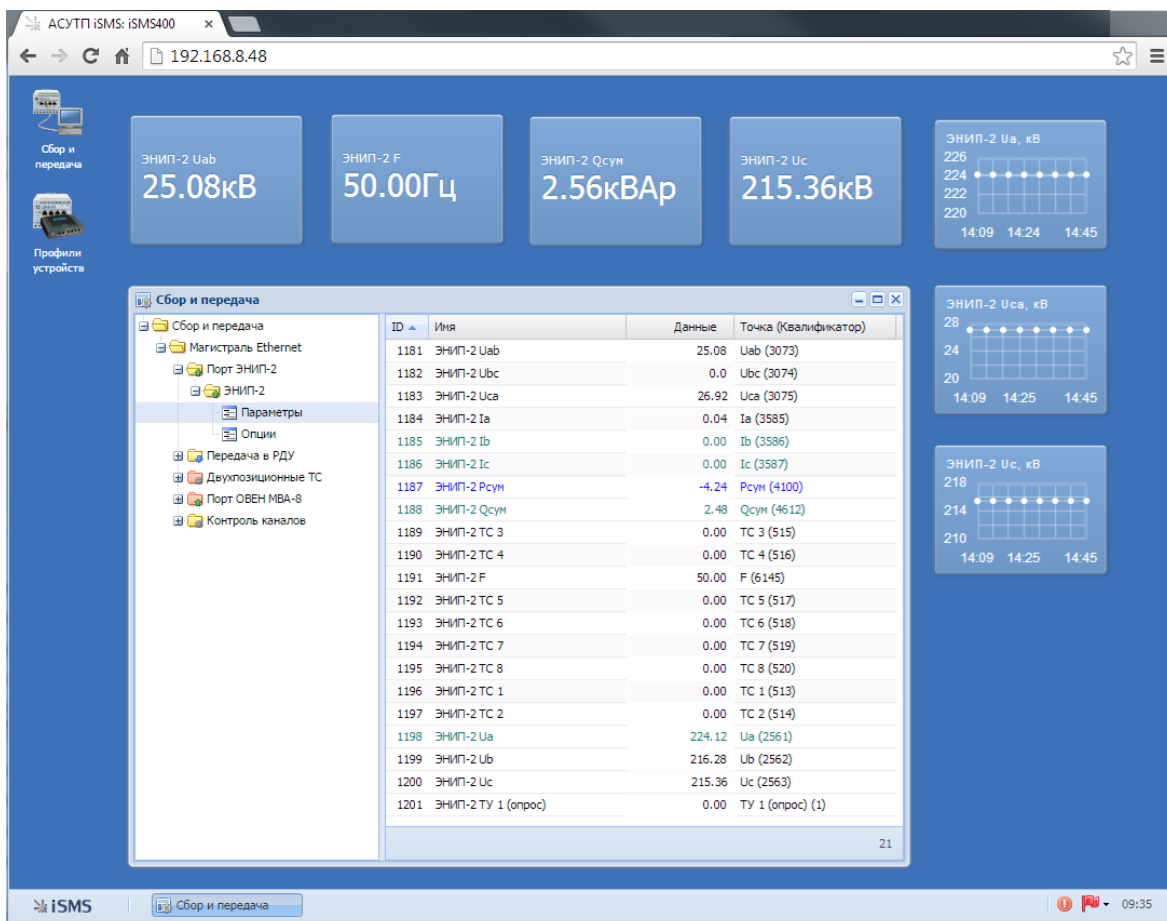 АСУТП iSMS: iSMS400
192.168.8.48
Сбор и
передача
Профили
устройств
ЭНИП-2 Uab
25.08кВ
ЭНИП-2 F
50.00Гц
ЭНИП-2 Qсум
2.56кВАр
ЭНИП-2 Uc
215.36кВ
ЭНИП-2 Ua, кВ
226
224
222
220
14:09 14:24 14:45
ЭНИП-2 Uca, кВ
28
24
20
14:09 14:25 14:45
ЭНИП-2 Uc, кВ
218
214
210
14:09 14:25 14:45
Сбор и передача
Сбор и передача
Магистраль Ethernet
Порт ЭНИП-2
ЭНИП-2
Параметры
Опции
Передача в РДУ
Двухпозиционные ТС
Порт ОВЕН МВА-8
Контроль каналов
ID Имя Данные Точка (Квалификатор)
1181 ЭНИП-2 Uab 25.08 Uab (3073)
1182 ЭНИП-2 Ubc 0.0 Ubc (3074)
1183 ЭНИП-2 Uca 26.92 Uca (3075)
1184 ЭНИП-2 Ia 0.04 Ia (3585)
1185 ЭНИП-2 Ib 0.00 Ib (3586)
1186 ЭНИП-2 Ic 0.00 Ic (3587)
1187 ЭНИП-2 Pсум -4.24 Pсум (4100)
1188 ЭНИП-2 Qсум 2.48 Qсум (4612)
1189 ЭНИП-2 ТС 3 0.00 ТС 3 (515)
1190 ЭНИП-2 ТС 4 0.00 ТС 4 (516)
1191 ЭНИП-2 F 50.00 F (6145)
1192 ЭНИП-2 ТС 5 0.00 ТС 5 (517)
1193 ЭНИП-2 ТС 6 0.00 ТС 6 (518)
1194 ЭНИП-2 ТС 7 0.00 ТС 7 (519)
1195 ЭНИП-2 ТС 8 0.00 ТС 8 (520)
1196 ЭНИП-2 ТС 1 0.00 ТС 1 (513)
1197 ЭНИП-2 ТС 2 0.00 ТС 2 (514)
1198 ЭНИП-2 Ua 224.12 Ua (2561)
1199 ЭНИП-2 Ub 216.28 Ub (2562)
1200 ЭНИП-2 Uc 215.36 Uc (2563)
1201 ЭНИП-2 ТУ 1 (опрос) 0.00 ТУ 1 (опрос) (1)
21
iSMS
Сбор и передача
09:35